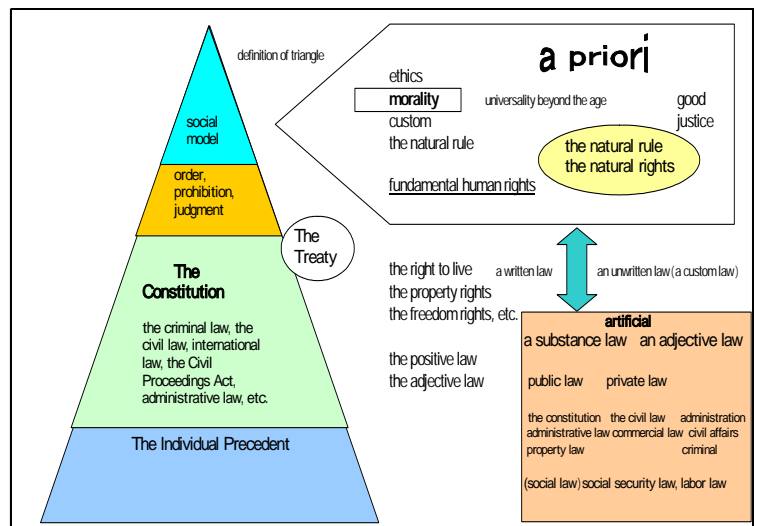 definition of triangle
social
model
order,
prohibition,
judgment
The
Treaty
The
Constitution
the criminal law, the
civil law, international
law, the Civil
Proceedings Act,
administrative law, etc.
The Individual Precedent
a priori
ethics
morality
universality beyond the age
good
custom
justice
the natural rule
the natural rule
the natural rights
fundamental human rights
the right to live
a written law
an unwritten law (a custom law)
the property rights
the freedom rights, etc.
the positive law
the adjective law
artificial
a substance law an adjective law
public law private law
the constitution the civil law administration
administrative law commercial law civil affairs
property law criminal
(social law) social security law, labor law